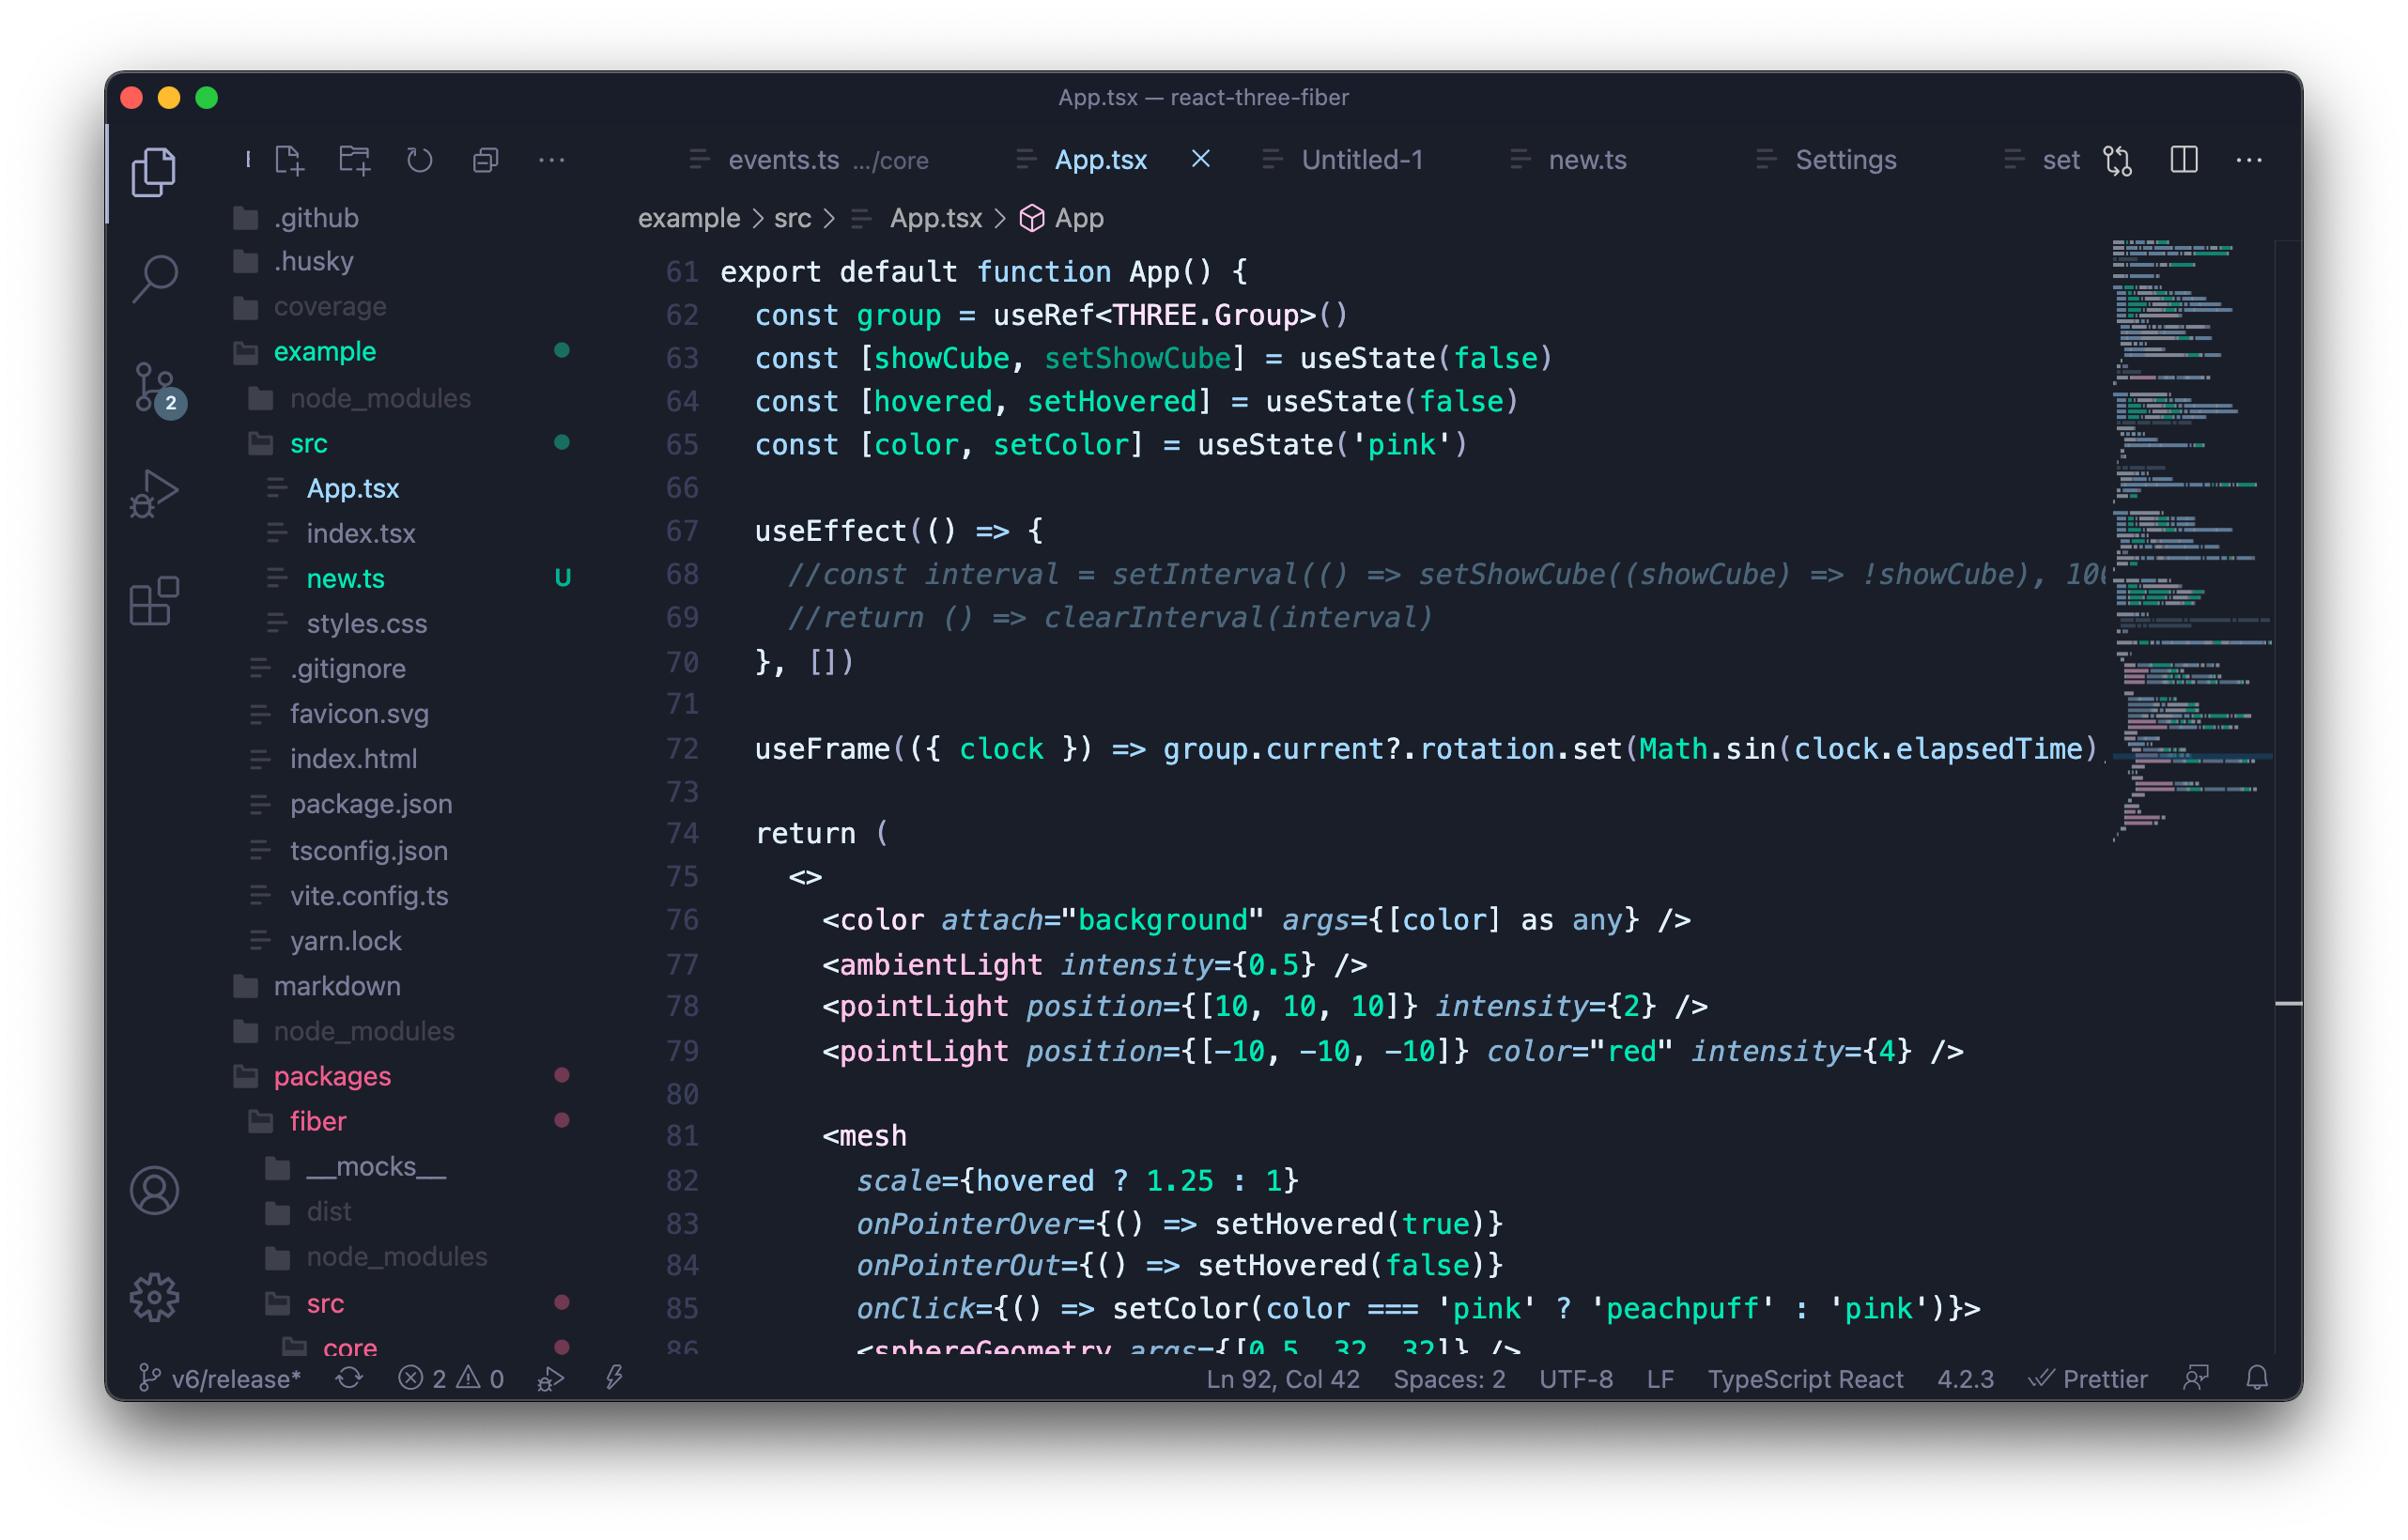 App.tsx — react-three-fiber
events.ts .../core
App.tsx
Untitled-1
new.ts
Settings
set
example > src > App.tsx > App
.github
.husky
coverage
example
node_modules
src
App.tsx
index.tsx
new.ts U
styles.css
.gitignore
favicon.svg
index.html
package.json
tsconfig.json
vite.config.ts
yarn.lock
markdown
node_modules
packages
fiber
__mocks__
dist
node_modules
src
core
2
61 export default function App() {
62 const group = useRef<THREE.Group>()
63 const [showCube, setShowCube] = useState(false)
64 const [hovered, setHovered] = useState(false)
65 const [color, setColor] = useState('pink')
66
67 useEffect(() => {
68 //const interval = setInterval(() => setShowCube((showCube) => !showCube),
69 //return () => clearInterval(interval)
70 }, [])
71
72 useFrame(({ clock }) => group.current?.rotation.set(Math.sin(clock.elapsedTime)
73
74 return (
75 <>
76 <color attach="background" args={[color] as any} />
77 <ambientLight intensity={0.5} />
78 <pointLight position={[10, 10, 10]} intensity={2} />
79 <pointLight position={[-10, -10, -10]} color="red" intensity={4} />
80
81 <mesh
82 scale={hovered ? 1.25 : 1}
83 onPointerOver={() => setHovered(true)}
84 onPointerOut={() => setHovered(false)}
85 onClick={() => setColor(color === 'pink' ? 'peachpuff' : 'pink')}>
86 <sphereGeometry args={[0.5, 32, 32]} />
v6/release* 2 0 Ln 92, Col 42 Spaces: 2 UTF-8 LF TypeScript React 4.2.3 Prettier